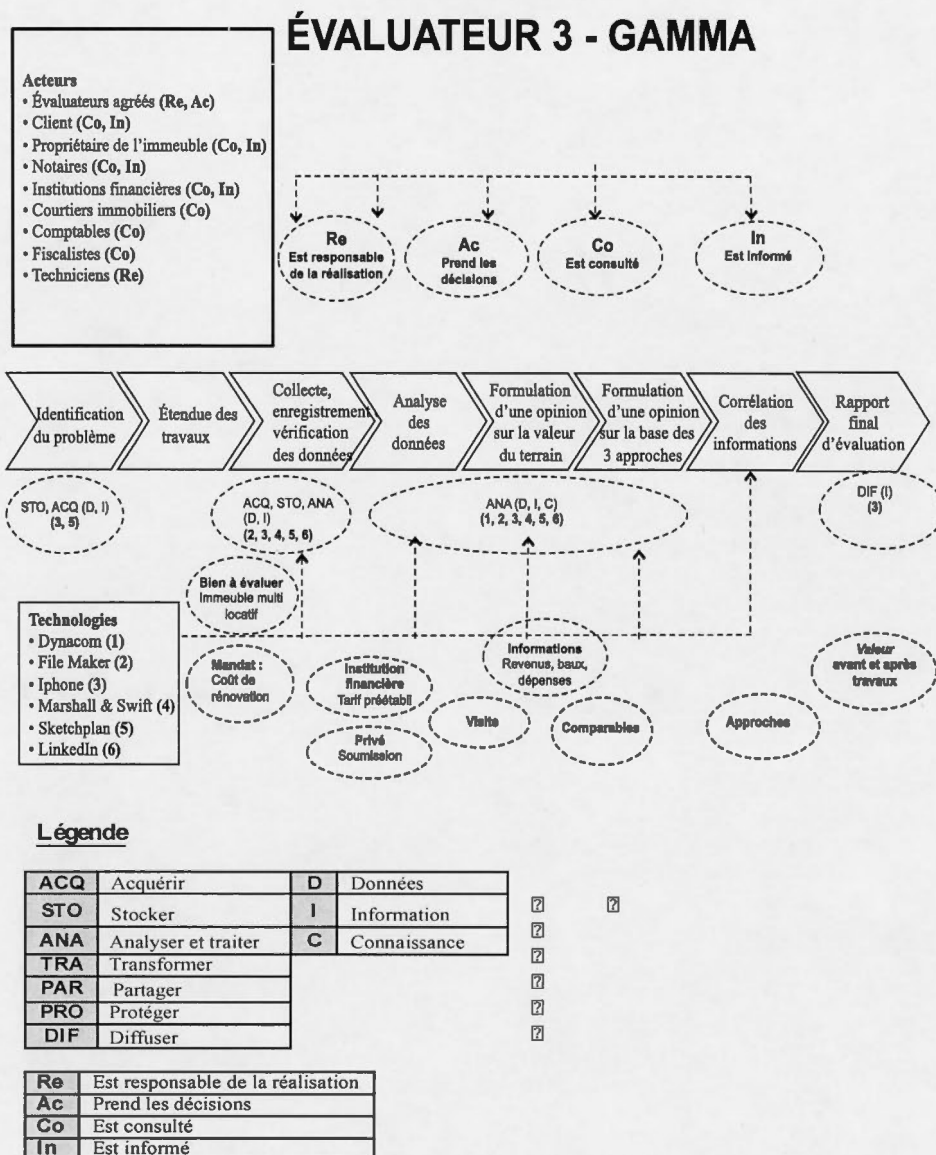 ÉVALUATEUR 3 - GAMMA
Acteurs
• Évaluateurs agréés (Re, Ac)
• Client (Co, In)
• Propriétaire de l'immeuble (Co, In)
• Notaires (Co, In)
• Institutions financières (Co, In)
• Courtiers immobiliers (Co)
• Comptables (Co)
• Fiscalistes (Co)
• Techniciens (Re)
Re
Est responsable
de la réalisation
Ac
Prend les
décisions
Co
Est consulté
In
Est informé
Identification
du problème
Étendue des
travaux
Collecte,
enregistrement,
vérification
des données
Analyse
des
données
Formulation
d'une opinion
sur la valeur
du terrain
Formulation
d'une opinion
sur la base des
3 approches
Corrélation
des
informations
Rapport
final
d'évaluation
STO, ACQ (D, I)
(3, 5)
ACQ, STO, ANA
(D, I)
(2, 3, 4, 5, 6)
ANA (D, I, C)
(1, 2, 3, 4, 5, 6)
DIF (I)
(3)
Bien à évaluer
Immeuble multi
locatif
Technologies
• Dynacom (1)
• File Maker (2)
• Iphone (3)
• Marshall & Swift (4)
• Sketchplan (5)
• LinkedIn (6)
Mandat :
Coût de
rénovation
Institution
financière
Tarif préétabli
Privé
Soumission
Visite
Informations
Revenus, baux,
dépenses
Comparables
Approches
Valeur
avant et après
travaux
Légende
ACQ Acquérir D Données
STO Stocker I Information
ANA Analyser et traiter C Connaissance
TRA Transformer
PAR Partager
PRO Protéger
DIF Diffuser
Re Est responsable de la réalisation
Ac Prend les décisions
Co Est consulté
In Est informé